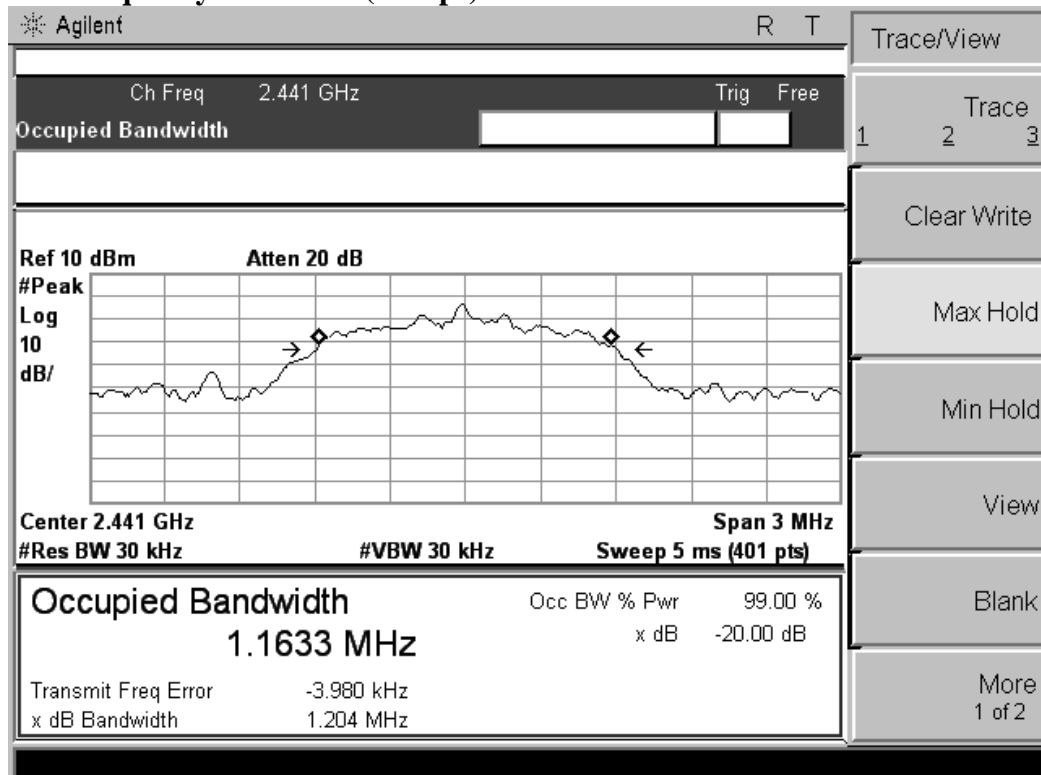 Agilent R T
Trace/View
Ch Freq 2.441 GHz Trig Free
Occupied Bandwidth
Trace
1 2 3
Clear Write
Ref 10 dBm Atten 20 dB
#Peak
Log
10
dB/
Max Hold
Min Hold
View
Center 2.441 GHz Span 3 MHz
#Res BW 30 kHz #VBW 30 kHz Sweep 5 ms (401 pts)
Occupied Bandwidth
1.1633 MHz
Occ BW % Pwr 99.00 %
x dB -20.00 dB
Transmit Freq Error -3.980 kHz
x dB Bandwidth 1.204 MHz
Blank
More
1 of 2